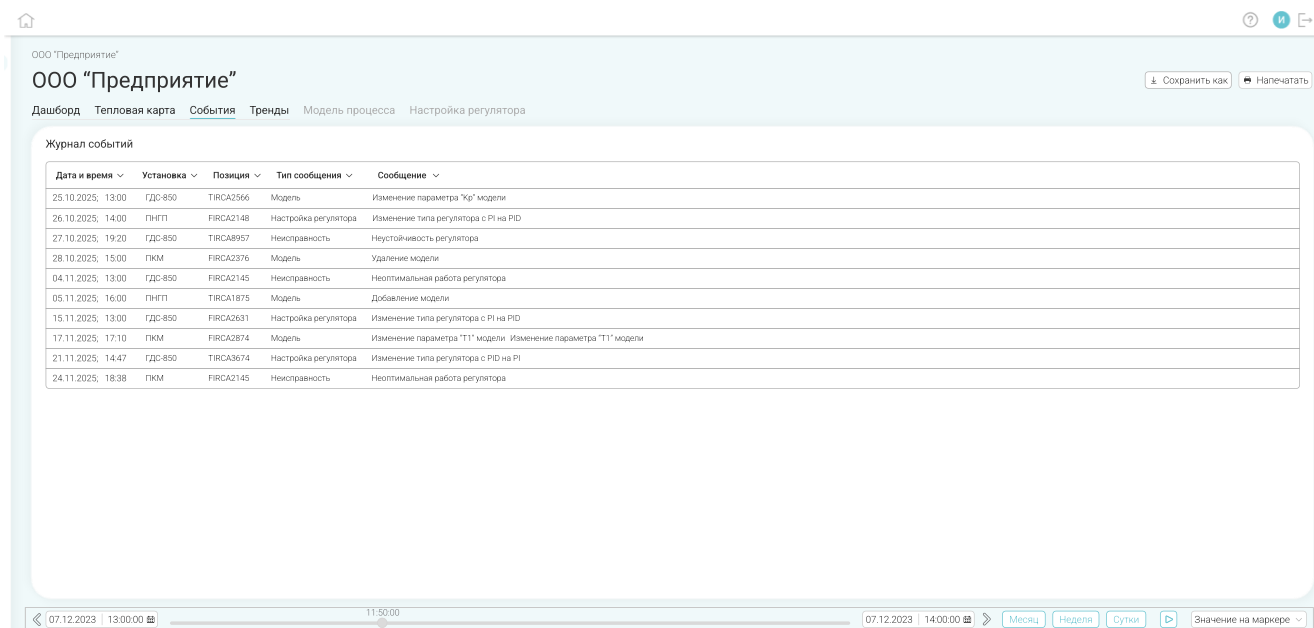 И
ООО "Предприятие"
ООО “Предприятие”
Сохранить как Напечатать
Дашборд Тепловая карта События Тренды Модель процесса Настройка регулятора
Журнал событий
Дата и время Установка Позиция Тип сообщения Сообщение
25.10.2025; 13:00 ГДС-850 TIRCA2566 Модель Изменение параметра "Kp" модели
26.10.2025; 14:00 ПНГП FIRCA2148 Настройка регулятора Изменение типа регулятора с PI на PID
27.10.2025; 19:20 ГДС-850 TIRCA8957 Неисправность Неустойчивость регулятора
28.10.2025; 15:00 ПКМ FIRCA2376 Модель Удаление модели
04.11.2025; 13:00 ГДС-850 FIRCA2145 Неисправность Неоптимальная работа регулятора
05.11.2025; 16:00 ПНГП TIRCA1875 Модель Добавление модели
15.11.2025; 13:00 ГДС-850 FIRCA2631 Настройка регулятора Изменение типа регулятора с PI на PID
17.11.2025; 17:10 ПКМ FIRCA2874 Модель Изменение параметра "T1" модели Изменение параметра "T1" модели
21.11.2025; 14:47 ГДС-850 TIRCA3674 Настройка регулятора Изменение типа регулятора с PID на PI
24.11.2025; 18:38 ПКМ FIRCA2145 Неисправность Неоптимальная работа регулятора
11:50:00
07.12.2023 13:00:00 07.12.2023 14:00:00 Месяц Неделя Сутки Значение на маркере